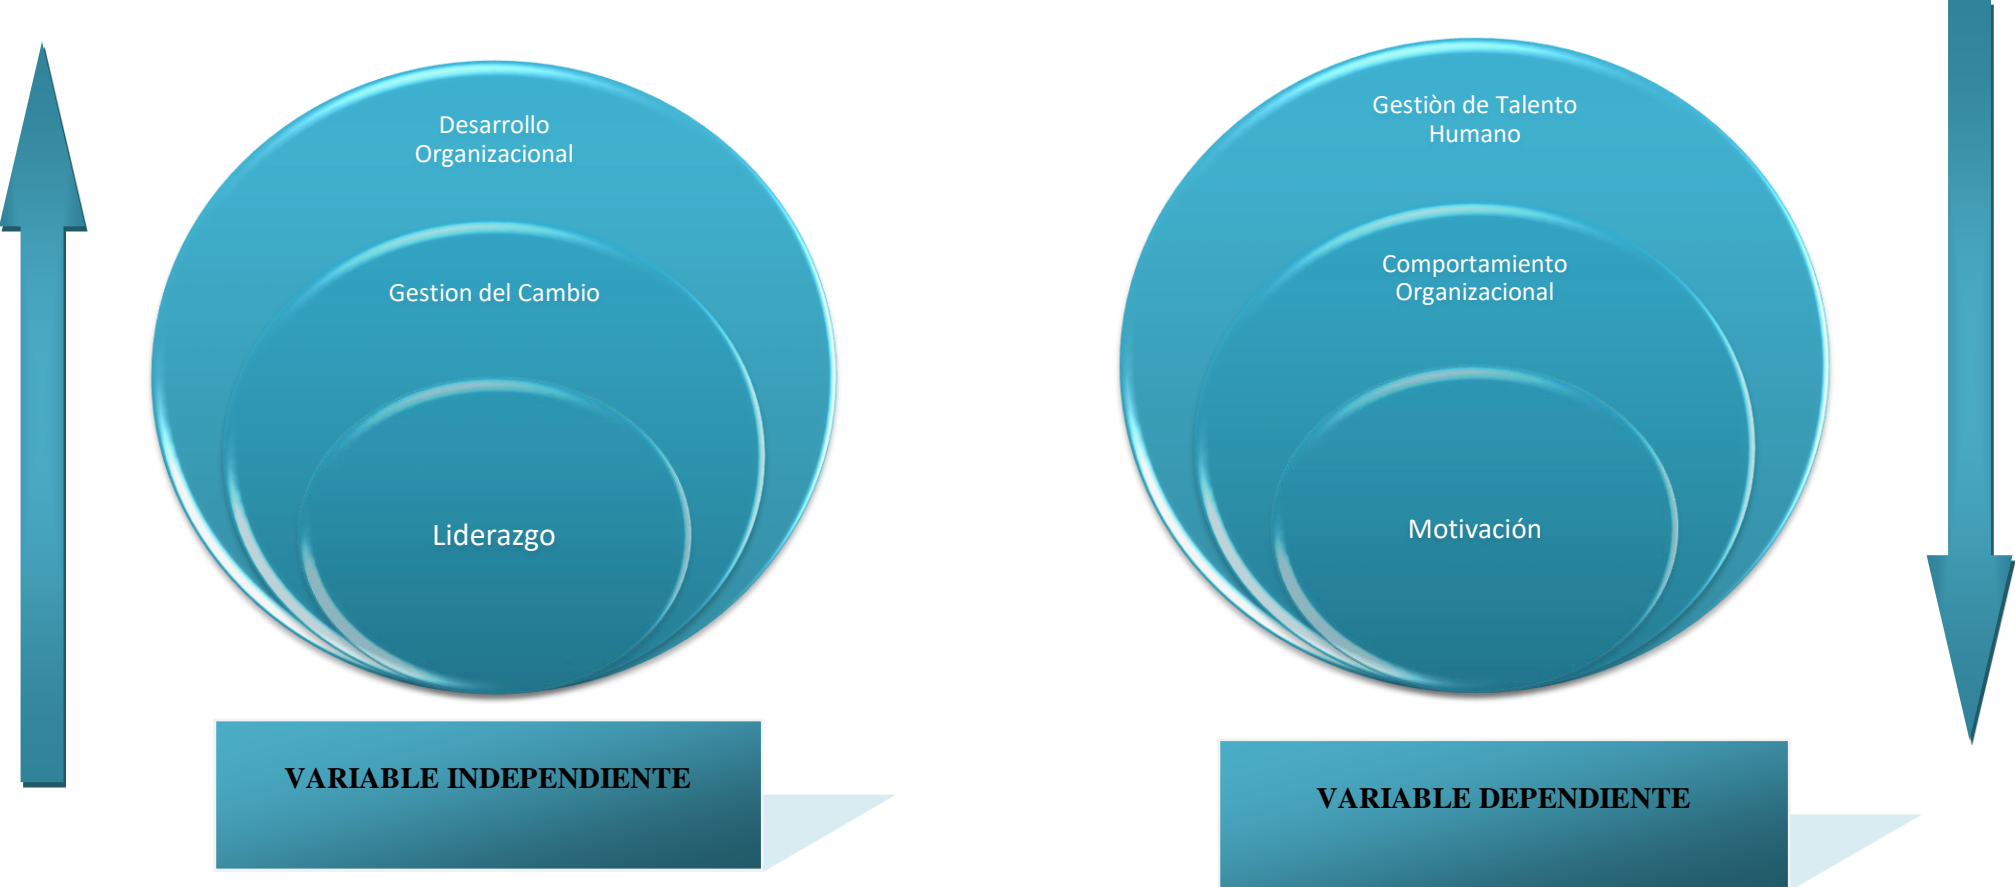 Desarrollo
Organizacional
Gestion del Cambio
Liderazgo
VARIABLE INDEPENDIENTE
Gestiòn de Talento
Humano
Comportamiento
Organizacional
Motivación
VARIABLE DEPENDIENTE